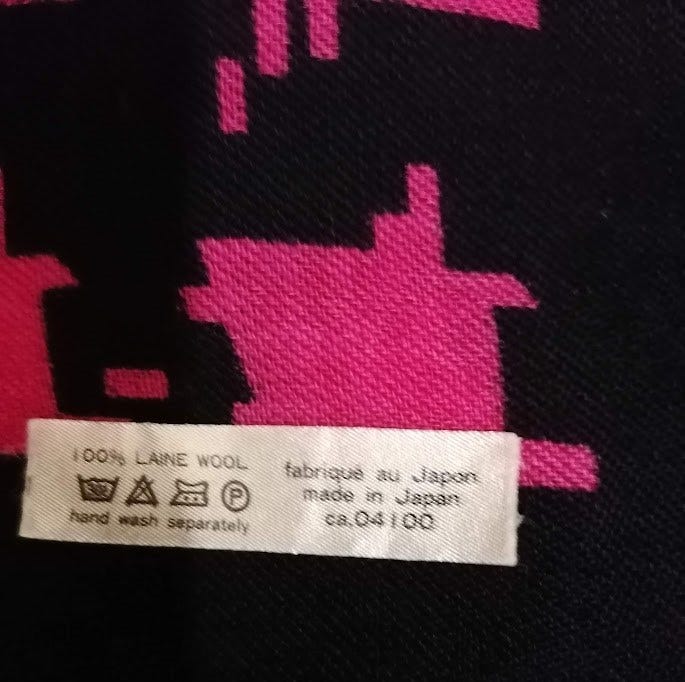 100% LAINE WOOL
P
hand wash separately
fabriqué au Japon
made in Japan
ca.04100